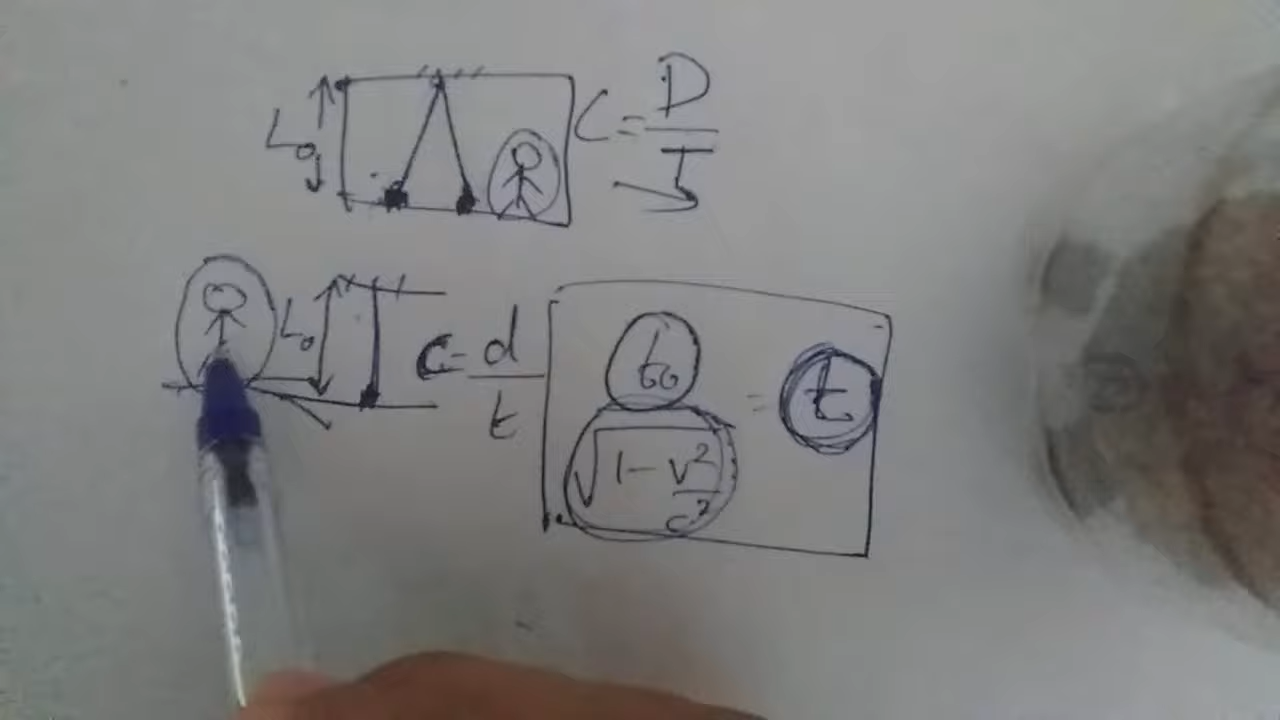 L₀
C = D/T
L₀
C = d/t
t₀/√(1 - v²/c²) = t